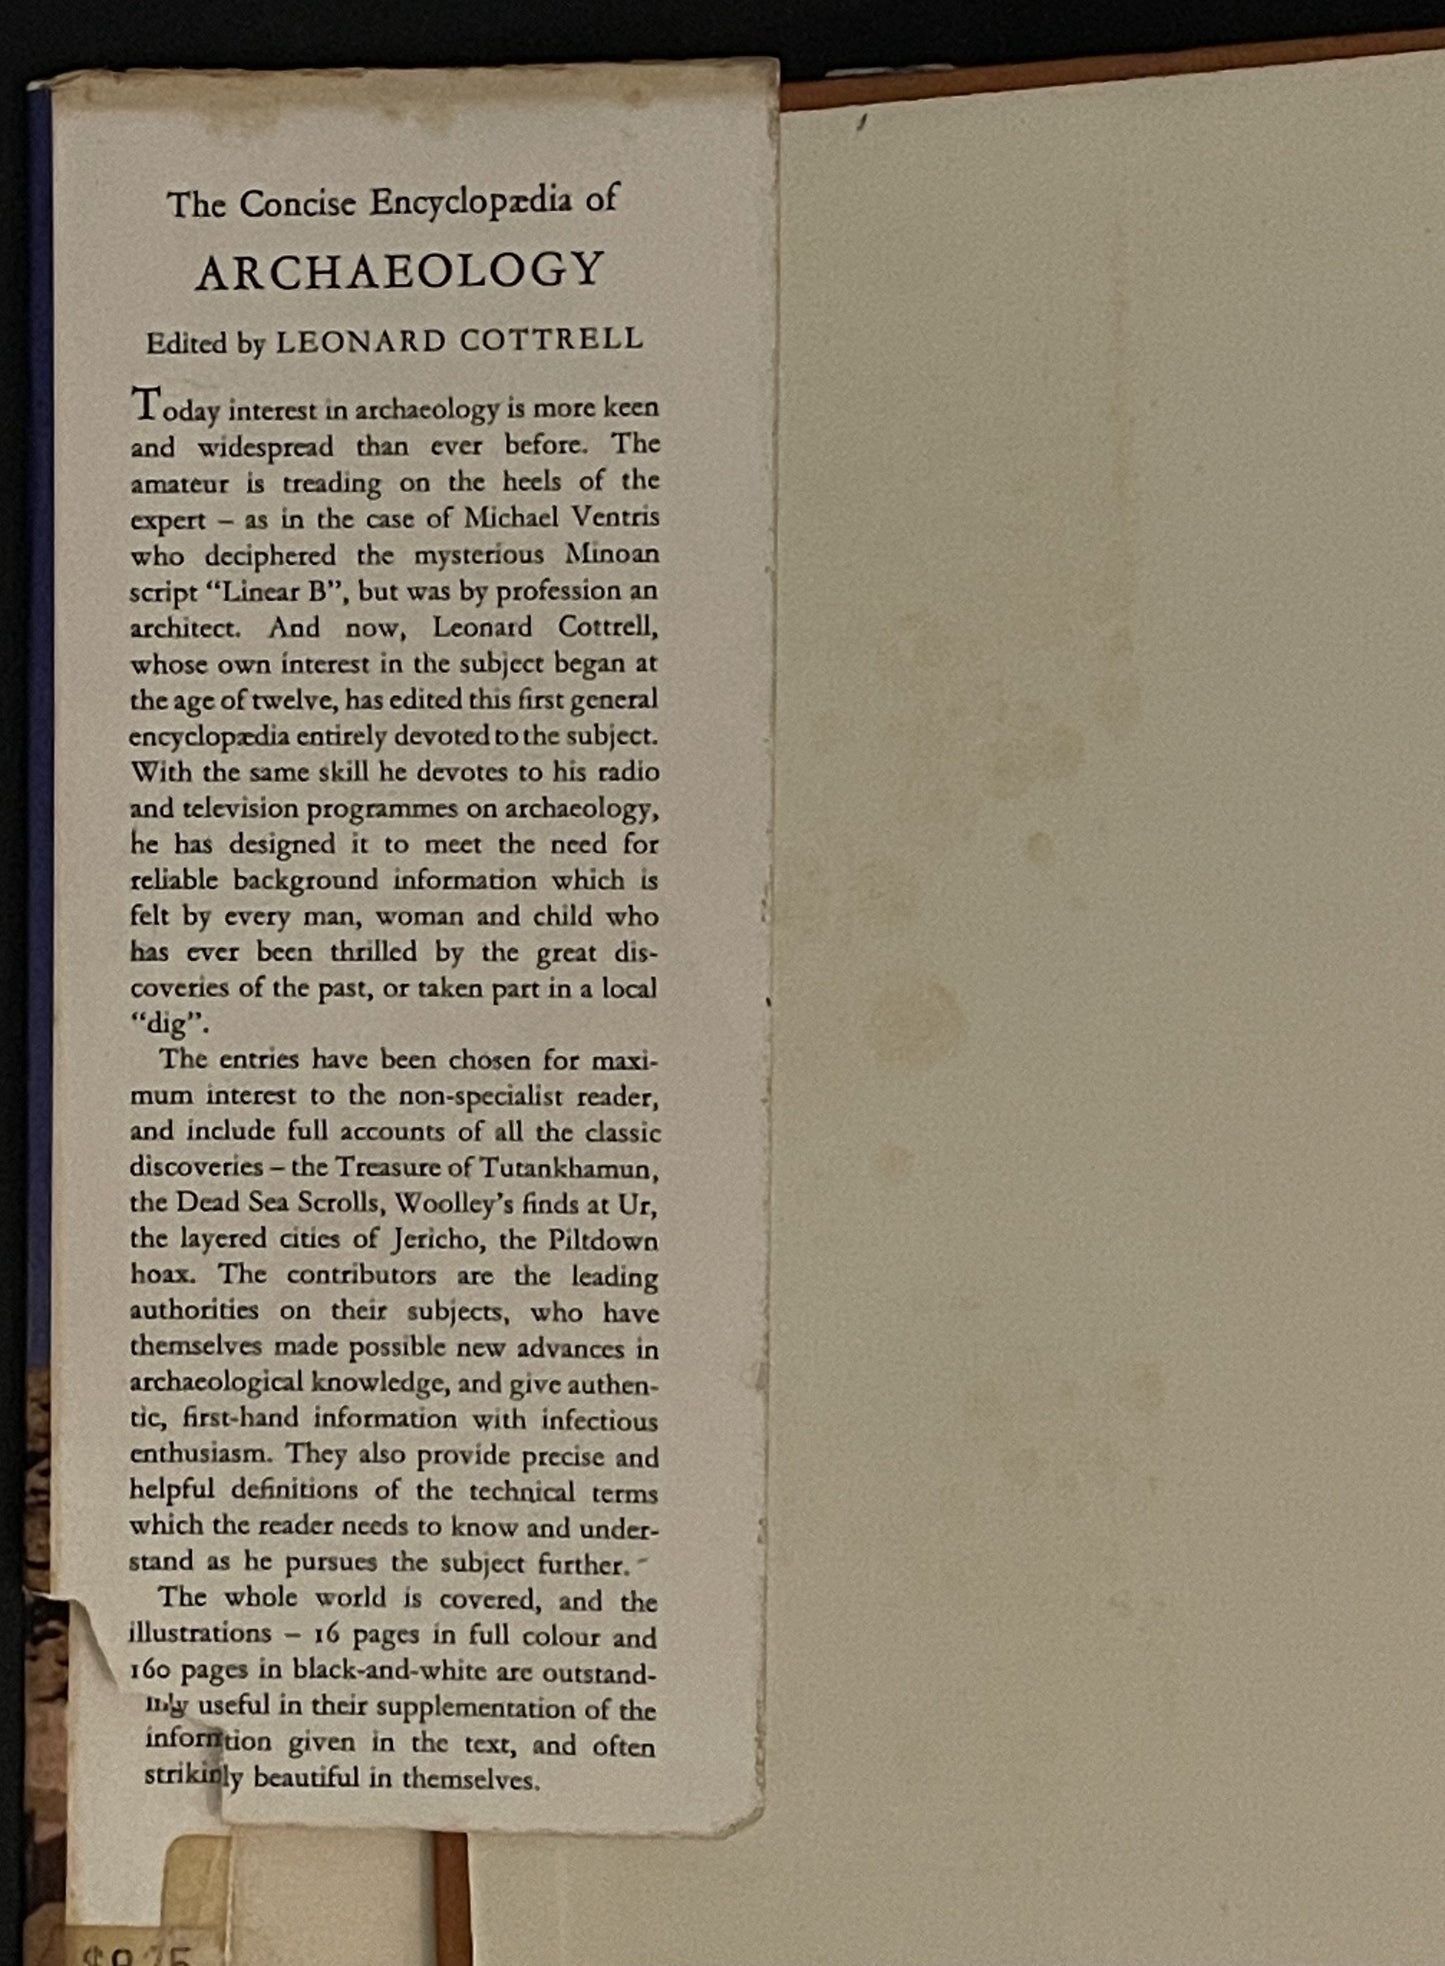 The Concise Encyclopædia of
ARCHAEOLOGY
Edited by LEONARD COTTRELL
Today interest in archaeology is more keen
and widespread than ever before. The
amateur is treading on the heels of the
expert – as in the case of Michael Ventris
who deciphered the mysterious Minoan
script “Linear B”, but was by profession an
architect. And now, Leonard Cottrell,
whose own interest in the subject began at
the age of twelve, has edited this first general
encyclopædia entirely devoted to the subject.
With the same skill he devotes to his radio
and television programmes on archaeology,
he has designed it to meet the need for
reliable background information which is
felt by every man, woman and child who
has ever been thrilled by the great dis-
coveries of the past, or taken part in a local
“dig”.
The entries have been chosen for maxi-
mum interest to the non-specialist reader,
and include full accounts of all the classic
discoveries – the Treasure of Tutankhamun,
the Dead Sea Scrolls, Woolley’s finds at Ur,
the layered cities of Jericho, the Piltdown
hoax. The contributors are the leading
authorities on their subjects, who have
themselves made possible new advances in
archaeological knowledge, and give authen-
tic, first-hand information with infectious
enthusiasm. They also provide precise and
helpful definitions of the technical terms
which the reader needs to know and under-
stand as he pursues the subject further.
The whole world is covered, and the
illustrations – 16 pages in full colour and
160 pages in black-and-white are outstand-
useful in their supplementation of the
given in the text, and often
beautiful in themselves.